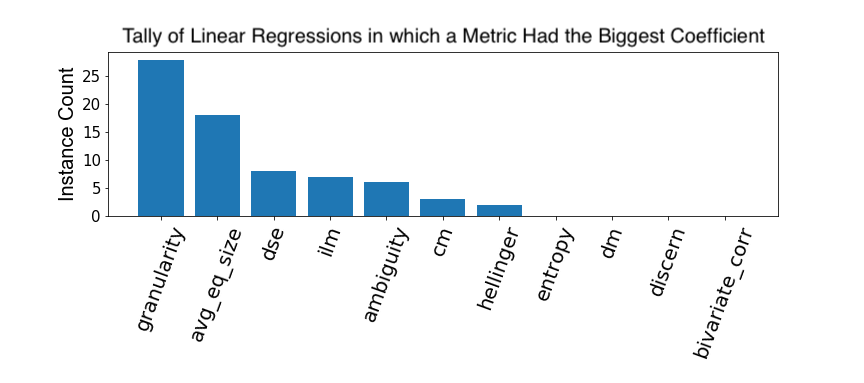 Tally of Linear Regressions in which a Metric Had the Biggest Coefficient
Instance Count
25
20
15
10
5
0
granularity
avg_eq_size
dse
ilm
ambiguity
cm
hellinger
entropy
dm
discern
bivariate_corr